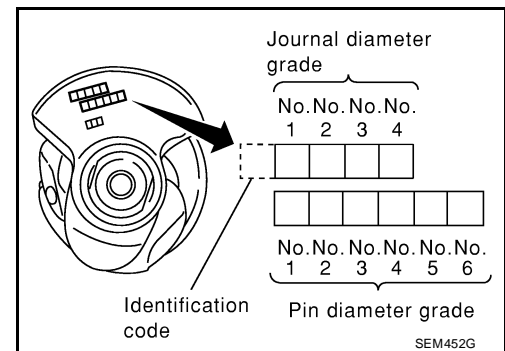 Journal diameter
grade
No. No. No. No.
1 2 3 4
No. No. No. No. No. No.
1 2 3 4 5 6
Identification
code
Pin diameter grade
SEM452G